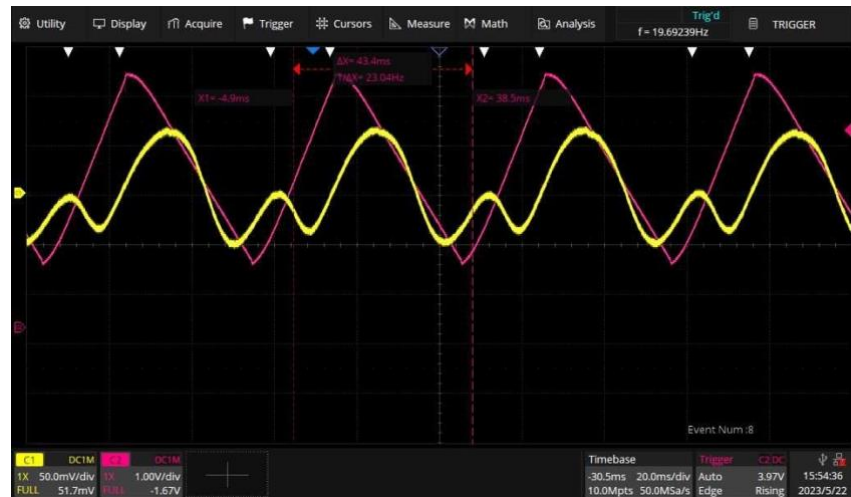 Utility Display Acquire Trigger Cursors Measure Math Analysis Trig'd
f = 19.69239Hz TRIGGER
ΔX= 43.4ms
1/ΔX= 23.04Hz
X1= -4.9ms X2= 38.5ms
Event Num :8
C1 DC1M C2 DC1M Timebase Trigger C2 DC
1X 50.0mV/div 1X 1.00V/div -30.5ms 20.0ms/div Auto 3.97V 15:54:36
FULL 51.7mV FULL -1.67V 10.0Mpts 50.0MSa/s Edge Rising 2023/5/22